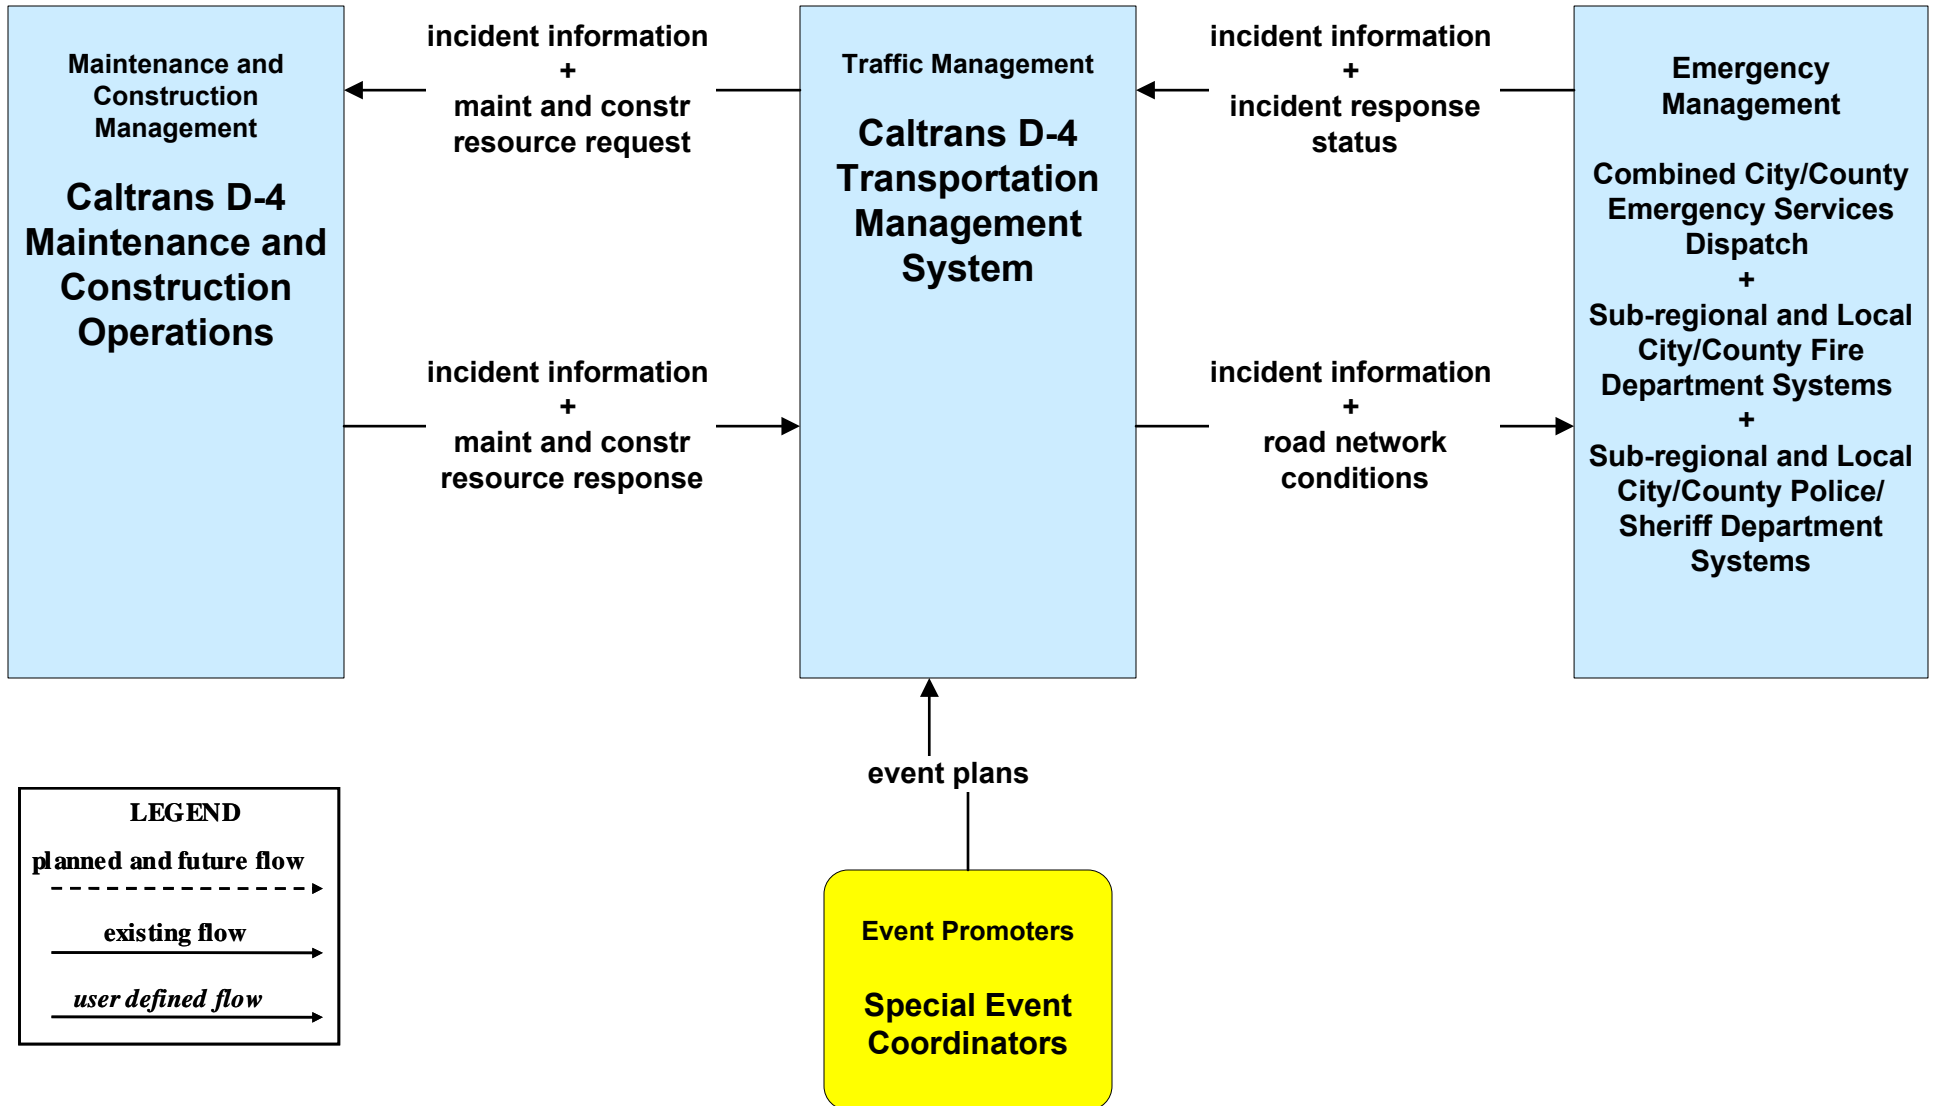 Maintenance and
Construction
Management
Caltrans D-4
Maintenance and
Construction
Operations
incident information
+
maint and constr
resource request
incident information
+
maint and constr
resource response
Traffic Management
Caltrans D-4
Transportation
Management
System
incident information
+
incident response
status
incident information
+
road network
conditions
Emergency
Management
Combined City/County
Emergency Services
Dispatch
+
Sub-regional and Local
City/County Fire
Department Systems
+
Sub-regional and Local
City/County Police/
Sheriff Department
Systems
event plans
Event Promoters
Special Event
Coordinators
LEGEND
planned and future flow
existing flow
user defined flow